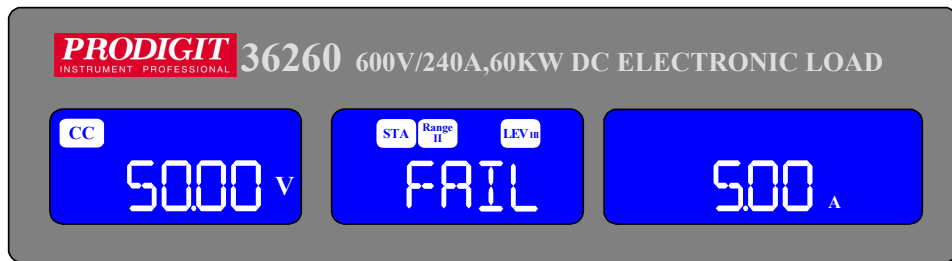 PRODIGIT
INSTRUMENT PROFESSIONAL
36260 600V/240A,60KW DC ELECTRONIC LOAD
CC
50.00 V
STA Range II LEV HI
FAIL
5.00 A